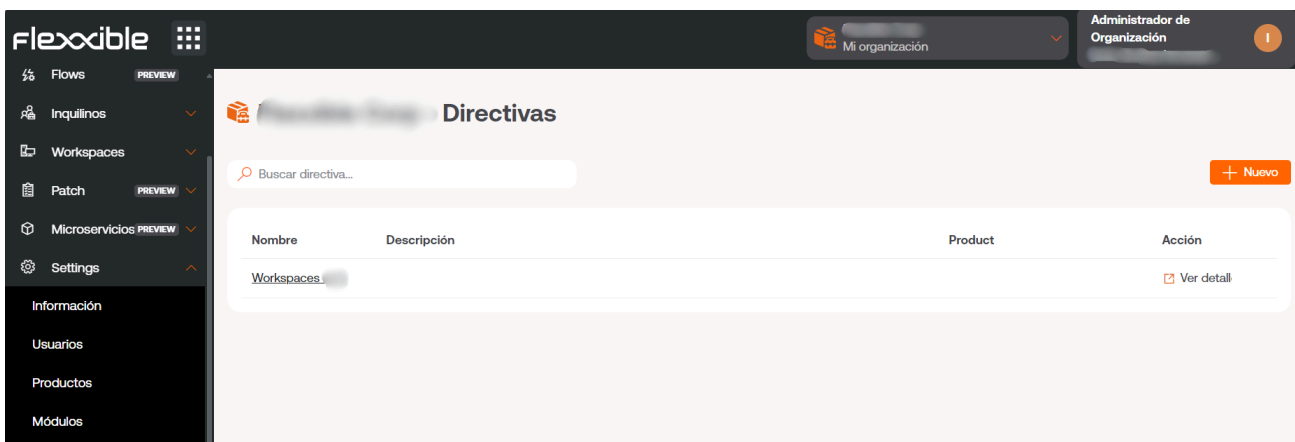 Flexxible
Mi organización
Administrador de
Organización
I
Flows PREVIEW
Inquilinos
Workspaces
Patch PREVIEW
Microservicios PREVIEW
Settings
Información
Usuarios
Productos
Módulos
Directivas
Buscar directiva...
+ Nuevo
Nombre Descripción Product Acción
Workspaces Ver detall